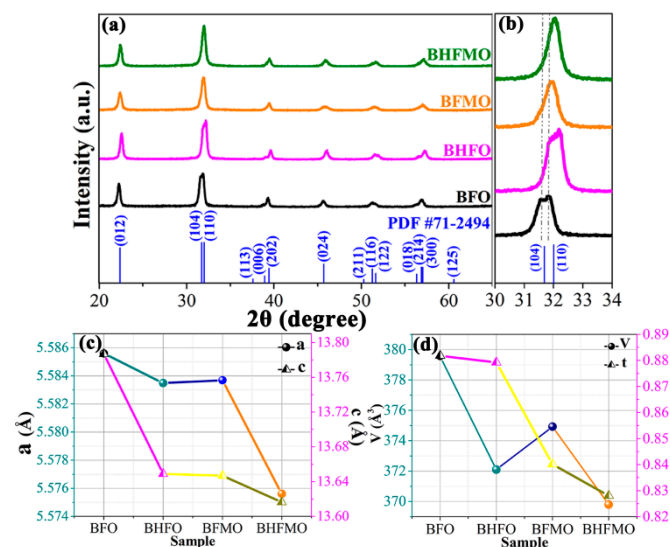 (a)
BHFMO
BFMO
BHFO
BFO
PDF #71-2494
(012)
(104)
(110)
(113)
(006)
(202)
(024)
(211)
(116)
(122)
(018)
(214)
(300)
(125)
Intensity (a.u.)
20 30 40 50 60
2θ (degree)
(b)
(104)
(110)
30 31 32 33 34
(c)
a
c
5.586
5.584
5.582
5.580
5.578
5.577
5.576
5.574
a (Å)
13.80
13.76
13.72
13.68
13.64
13.60
c (Å)
BFO BHFO BFMO BHFMO
Sample
(d)
V
t
380
378
376
374
372
370
V (Å³)
0.89
0.88
0.87
0.86
0.85
0.84
0.83
0.82
BFO BHFO BFMO BHFMO
Sample